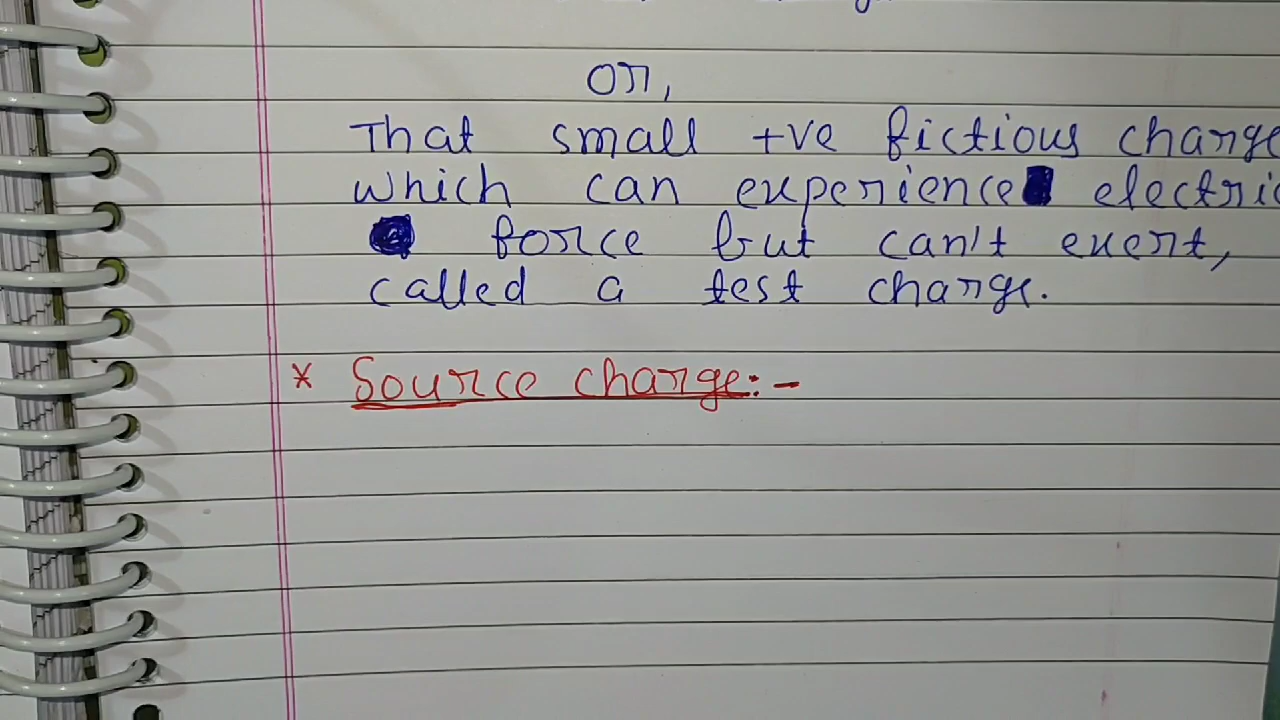 or,
That small +ve fictious charge
which can experience electric
force but can't exert,
called a test charge.
* Source charge:-